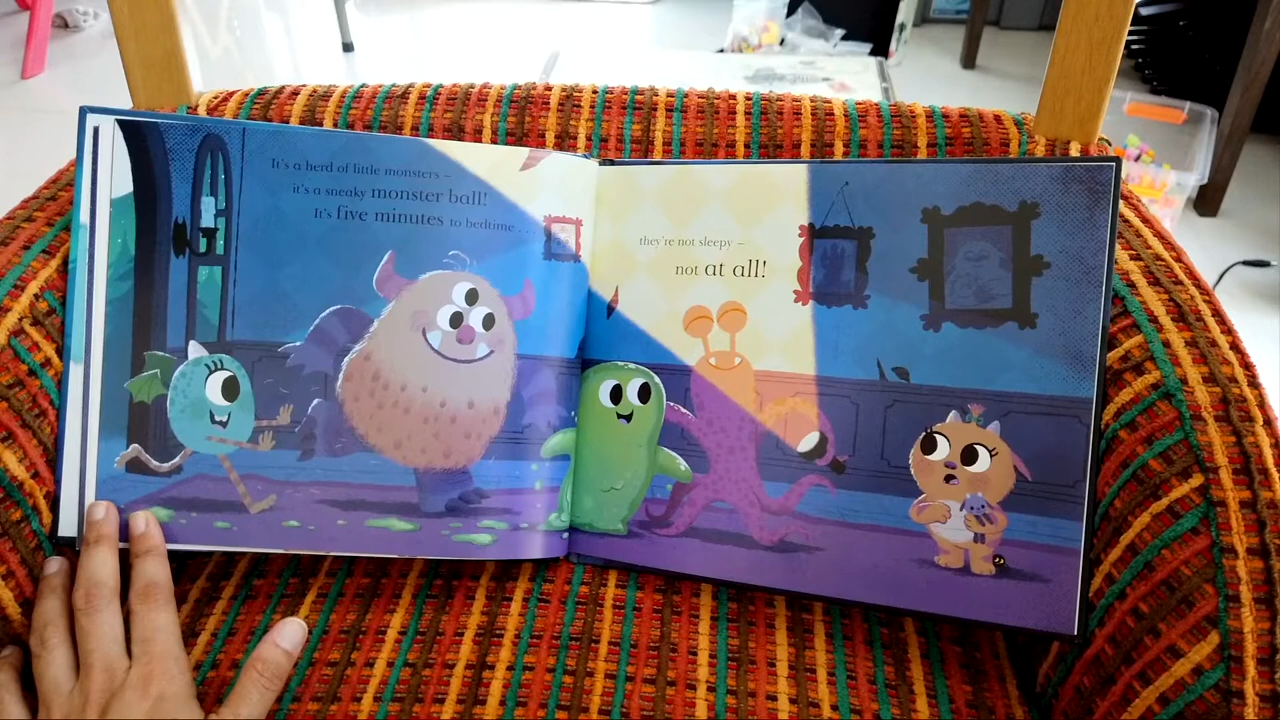 It's a herd of little monsters –
it's a sneaky monster ball!
It's five minutes to bedtime . . .
they're not sleepy –
not at all!